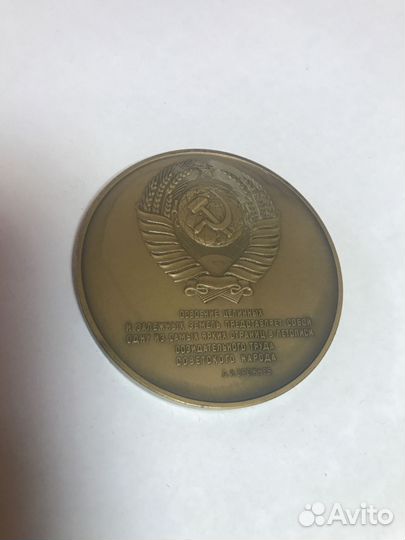 ОСВОЕНИЕ ЦЕЛИННЫХ
И ЗАЛЕЖНЫХ ЗЕМЕЛЬ ПРЕДСТАВЛЯЕТ СОБОЙ
ОДНУ ИЗ САМЫХ ЯРКИХ СТРАНИЦ В ЛЕТОПИСИ
СОЗИДАТЕЛЬНОГО ТРУДА
СОВЕТСКОГО НАРОДА
Л.И.БРЕЖНЕВ
Avito